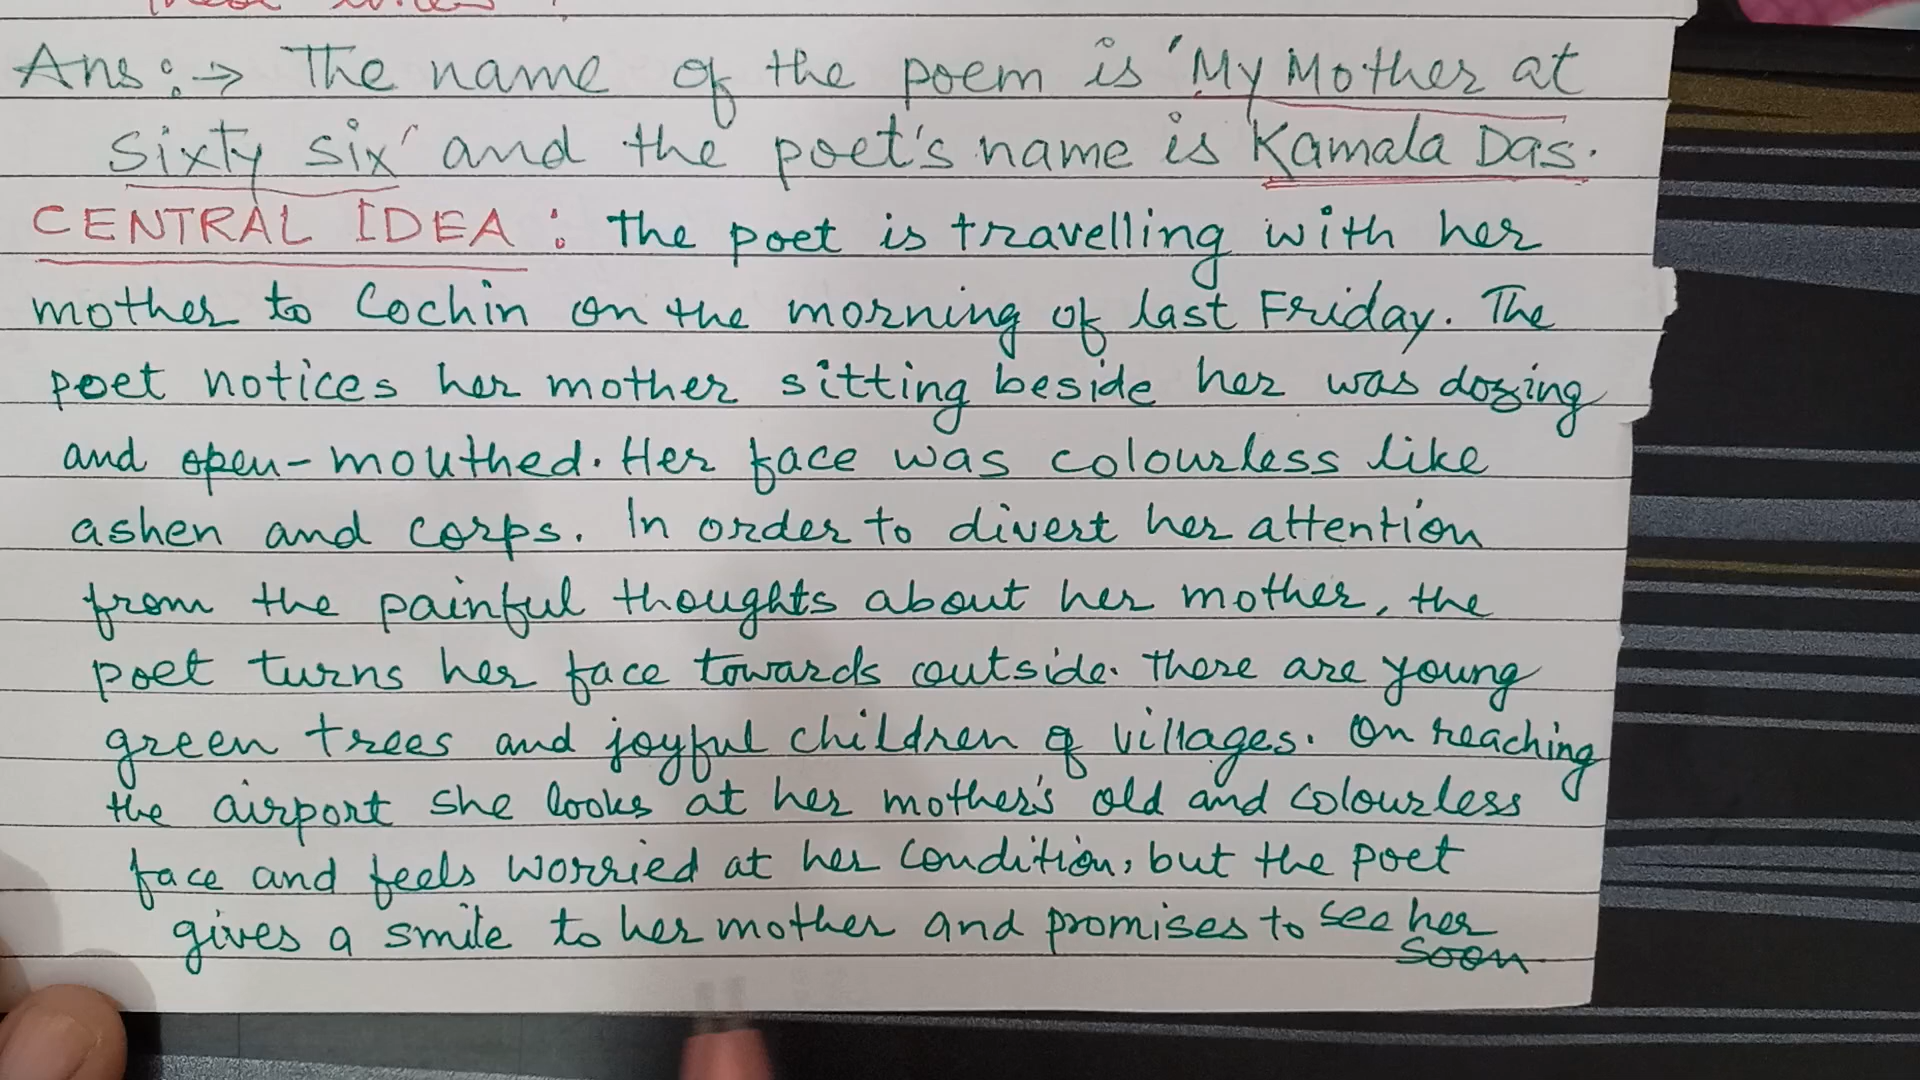 these lines
Ans:→ The name of the poem is 'My Mother at
sixty six' and the poet's name is Kamala Das.
CENTRAL IDEA : The poet is travelling with her
mother to Cochin on the morning of last Friday. The
poet notices her mother sitting beside her was dozing
and open-mouthed. Her face was colourless like
ashen and corps. In order to divert her attention
from the painful thoughts about her mother, the
poet turns her face towards outside. There are young
green trees and joyful children of villages. On reaching
the airport she looks at her mother's old and colourless
face and feels worried at her condition, but the poet
gives a smile to her mother and promises to see her
soon